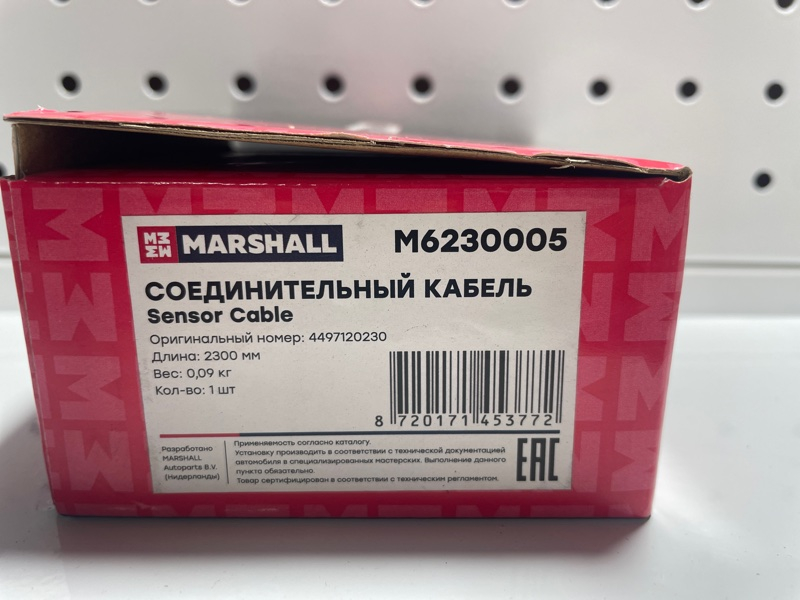 MARSHALL M6230005
СОЕДИНИТЕЛЬНЫЙ КАБЕЛЬ
Sensor Cable
Оригинальный номер: 4497120230
Длина: 2300 мм
Вес: 0,09 кг
Кол-во: 1 шт
8 720171 453772
Разработано
MARSHALL
Autoparts B.V.
(Нидерланды)
Применяемость согласно каталогу.
Установку производить в соответствии с технической документацией
автомобиля в специализированных мастерских. Выполнение данного
пункта обязательно.
Товар сертифицирован в соответствии с техническим регламентом.
EAC